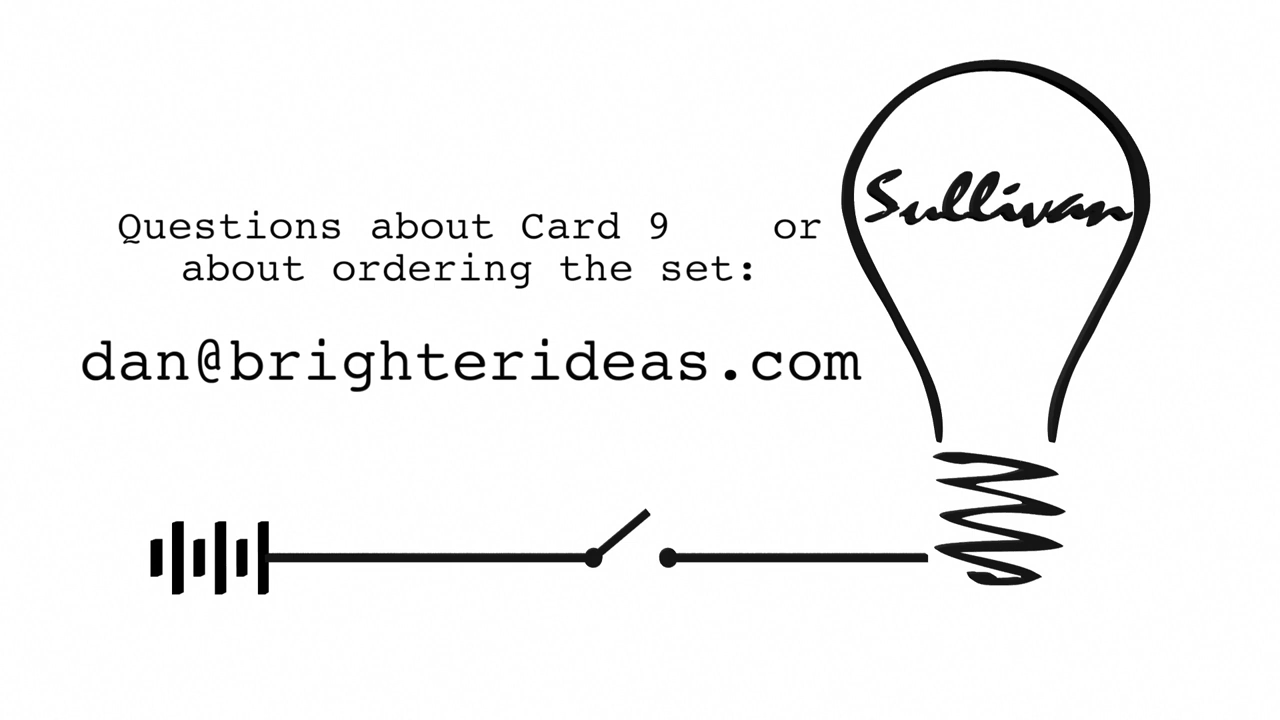 Questions about Card 9 or
about ordering the set:
dan@brighterideas.com
Sullivan